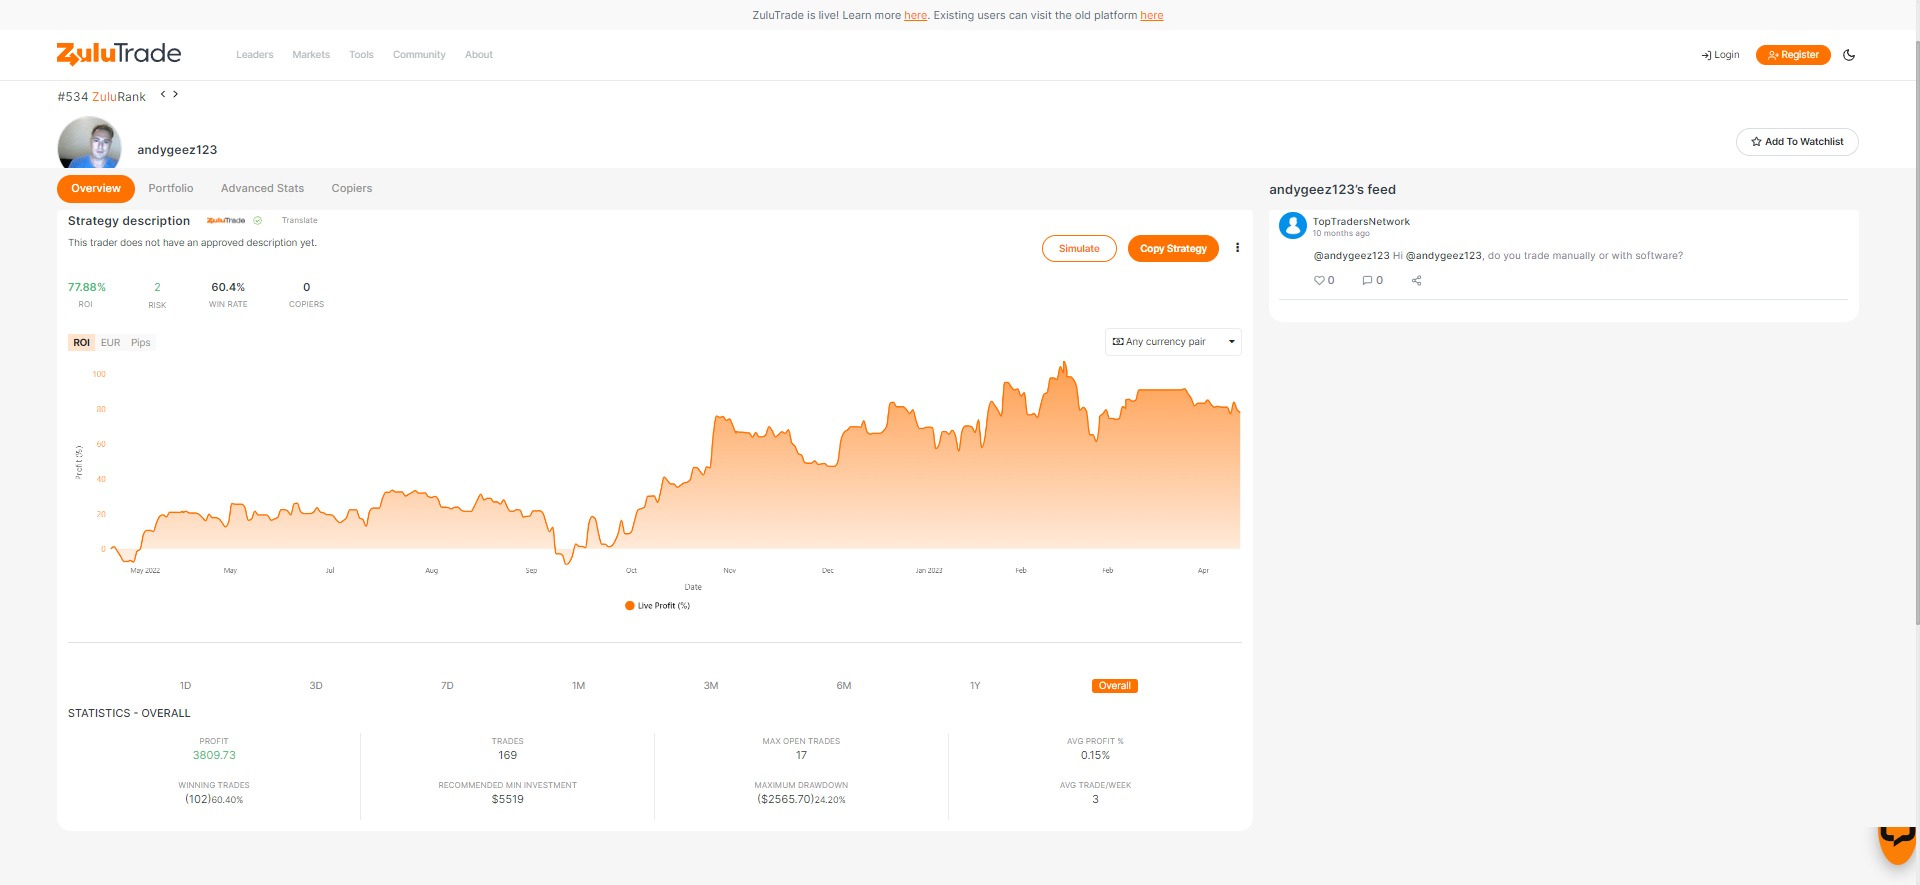 ZuluTrade is live! Learn more here. Existing users can visit the old platform here
ZuluTrade
Leaders Markets Tools Community About
Login
Register
#534 ZuluRank
andygeez123
Add To Watchlist
Overview Portfolio Advanced Stats Copiers
Strategy description ZuluTrade Translate
This trader does not have an approved description yet.
Simulate
Copy Strategy
77.88% 2 60.4% 0
ROI RISK WIN RATE COPIERS
ROI EUR Pips
Any currency pair
100
80
60
40
20
0
Profit (%)
May 2022 May Jul Aug Sep Oct Nov Dec Jan 2023 Feb Feb Apr
Date
Live Profit (%)
1D 3D 7D 1M 3M 6M 1Y Overall
STATISTICS - OVERALL
PROFIT TRADES MAX OPEN TRADES AVG PROFIT %
3809.73 169 17 0.15%
WINNING TRADES RECOMMENDED MIN INVESTMENT MAXIMUM DRAWDOWN AVG TRADE/WEEK
(102)60.40% $5519 ($2565.70)24.20% 3
andygeez123's feed
TopTradersNetwork
10 months ago
@andygeez123 Hi @andygeez123, do you trade manually or with software?
0 0